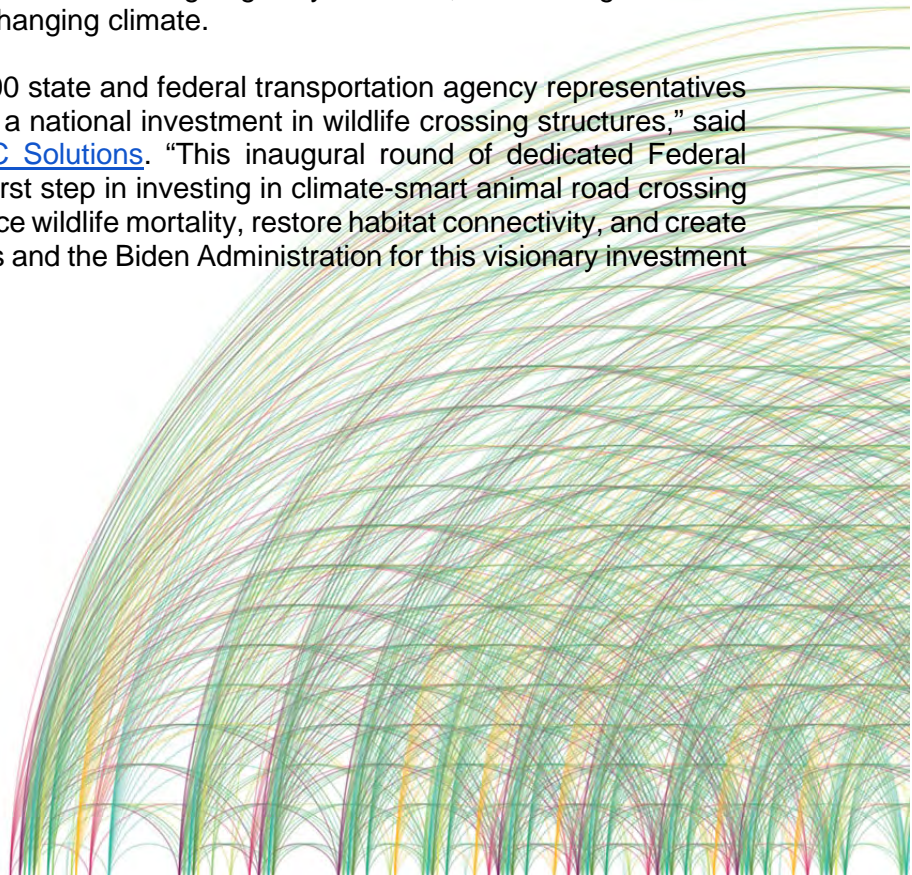 hanging climate.
00 state and federal transportation agency representatives
a national investment in wildlife crossing structures,” said
C Solutions. “This inaugural round of dedicated Federal
rst step in investing in climate-smart animal road crossing
ce wildlife mortality, restore habitat connectivity, and create
s and the Biden Administration for this visionary investment